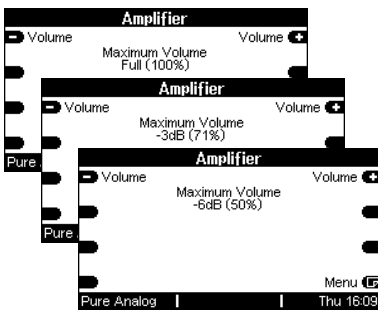 Amplifier
Volume Volume
Maximum Volume
Full (100%)
Pure
Amplifier
Volume Volume
Maximum Volume
-3dB (71%)
Pure
Amplifier
Volume Volume
Maximum Volume
-6dB (50%)
Menu
Pure Analog Thu 16:09